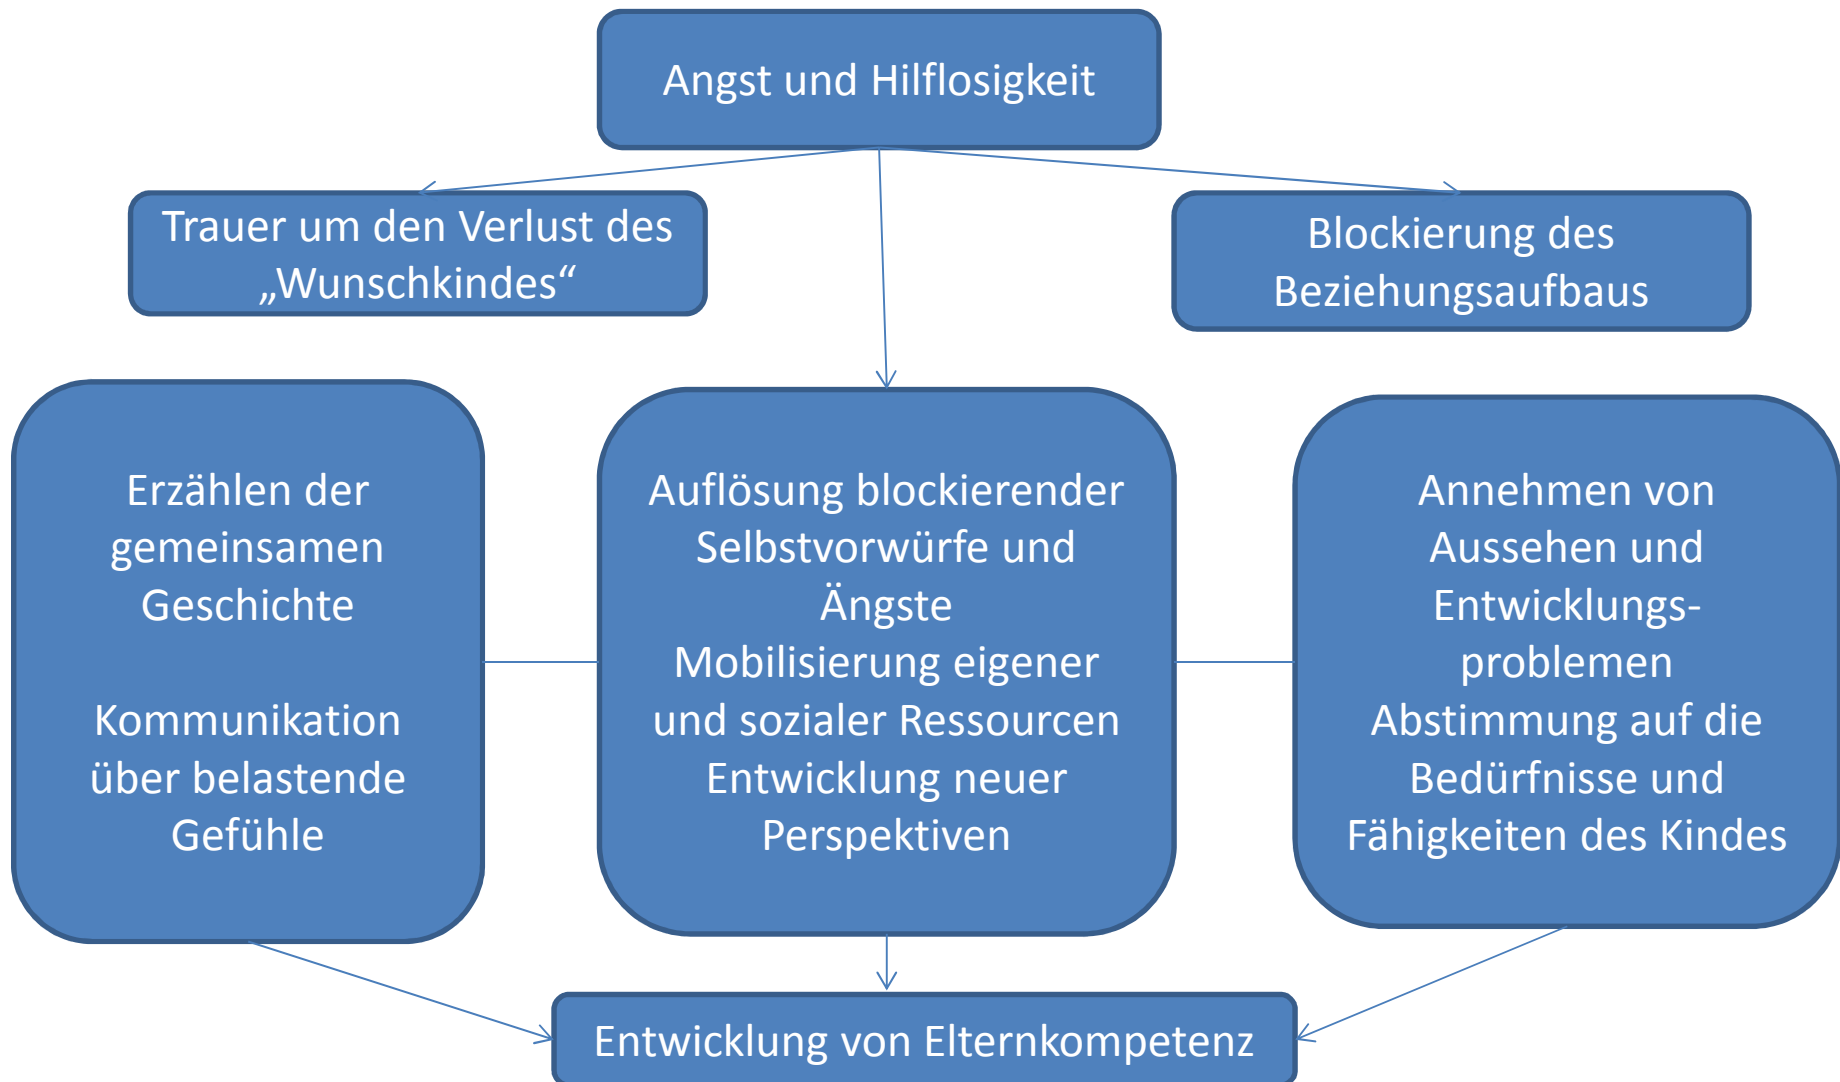 Angst und Hilflosigkeit
Trauer um den Verlust des
„Wunschkindes“
Blockierung des
Beziehungsaufbaus
Erzählen der
gemeinsamen
Geschichte
Kommunikation
über belastende
Gefühle
Auflösung blockierender
Selbstvorwürfe und
Ängste
Mobilisierung eigener
und sozialer Ressourcen
Entwicklung neuer
Perspektiven
Annehmen von
Aussehen und
Entwicklungs-
problemen
Abstimmung auf die
Bedürfnisse und
Fähigkeiten des Kindes
Entwicklung von Elternkompetenz